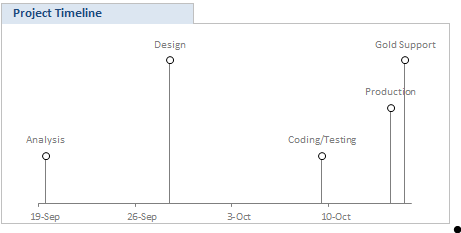 Project Timeline
Design
Gold Support
Production
Analysis
Coding/Testing
19-Sep
26-Sep
3-Oct
10-Oct